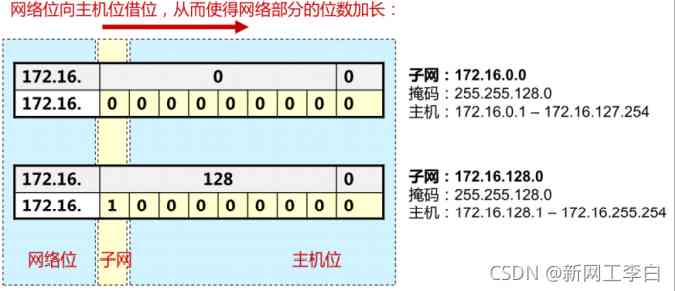 网络位向主机位借位，从而使得网络部分的位数加长：
172.16. 0 0
172.16. 0 0 0 0 0 0 0 0 0
子网：172.16.0.0
掩码：255.255.128.0
主机：172.16.0.1 – 172.16.127.254
172.16. 128 0
172.16. 1 0 0 0 0 0 0 0 0
子网：172.16.128.0
掩码：255.255.128.0
主机：172.16.128.1 – 172.16.255.254
网络位 子网 主机位
CSDN @新网工李白